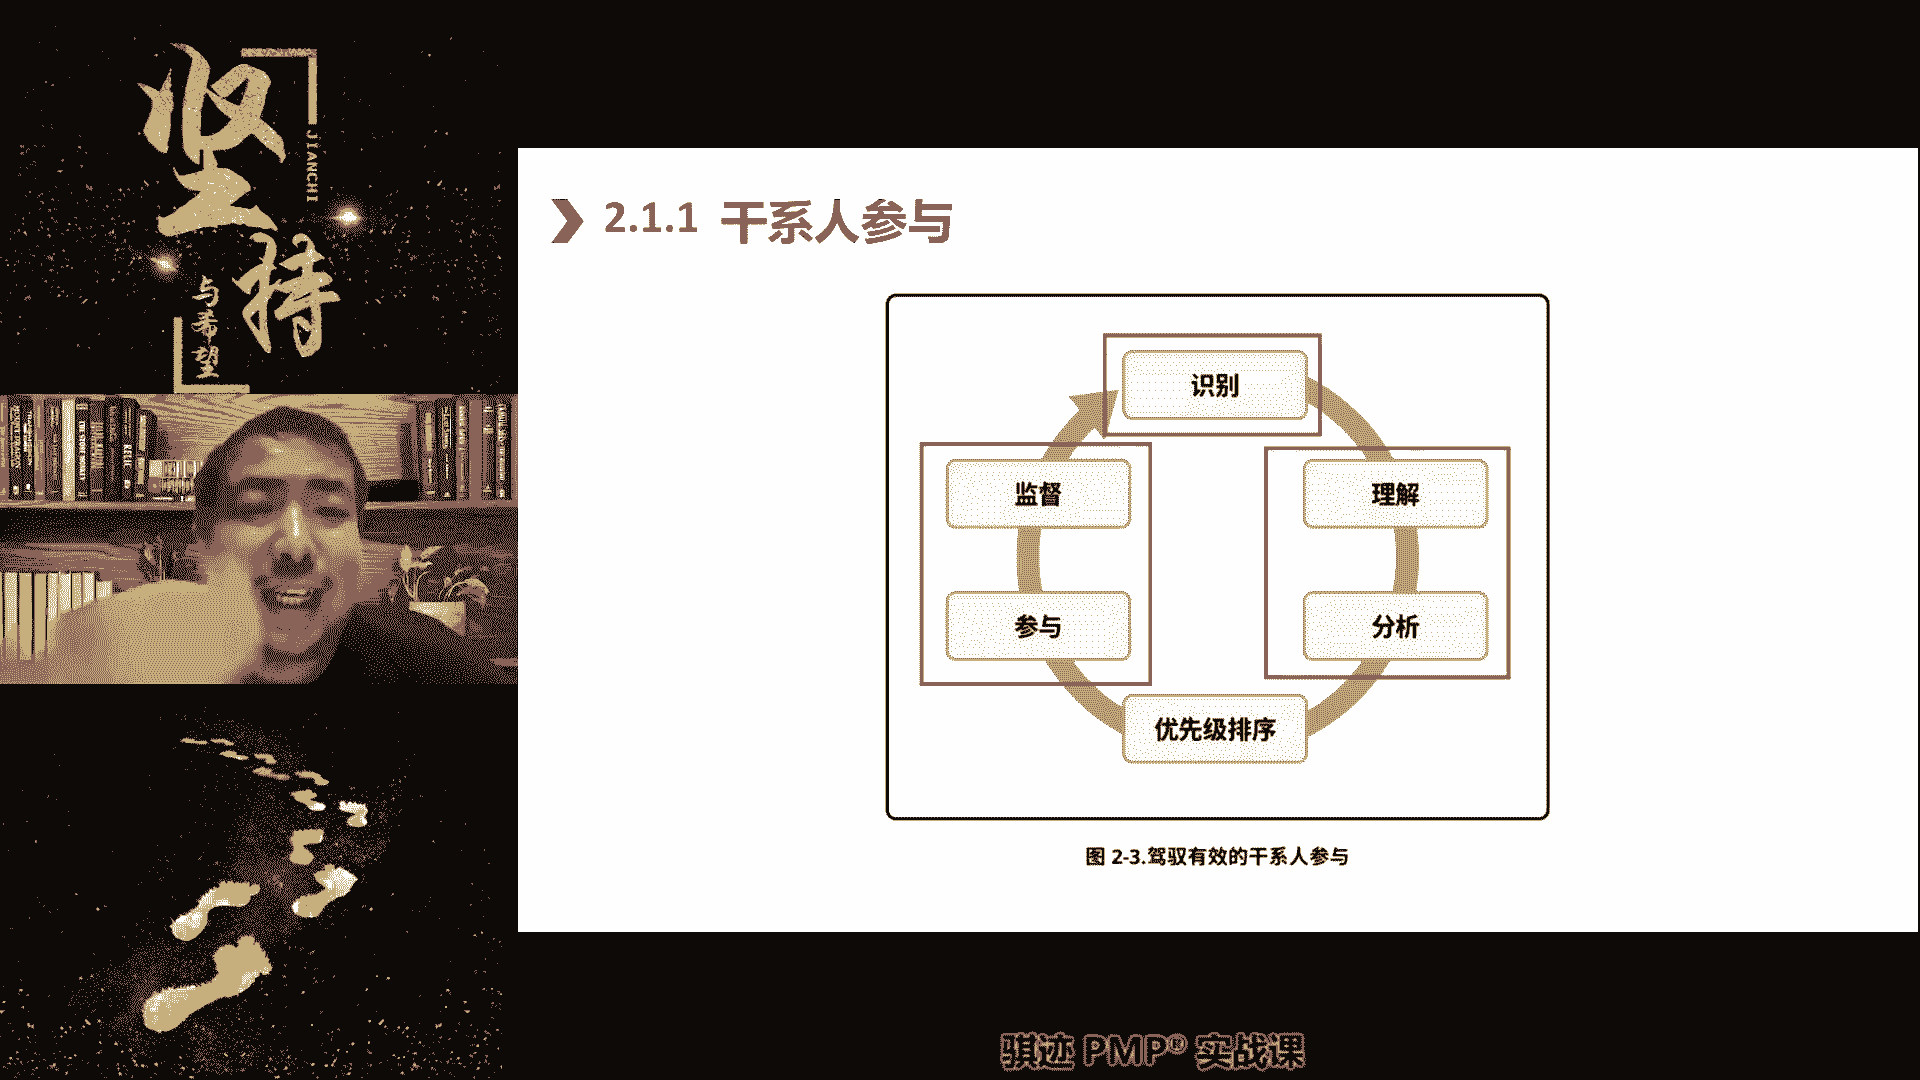 坚持
JIANCHI
与希望
2.1.1 干系人参与
识别
监督
理解
参与
分析
优先级排序
图 2-3.驾驭有效的干系人参与
骐迹 PMP® 实战课